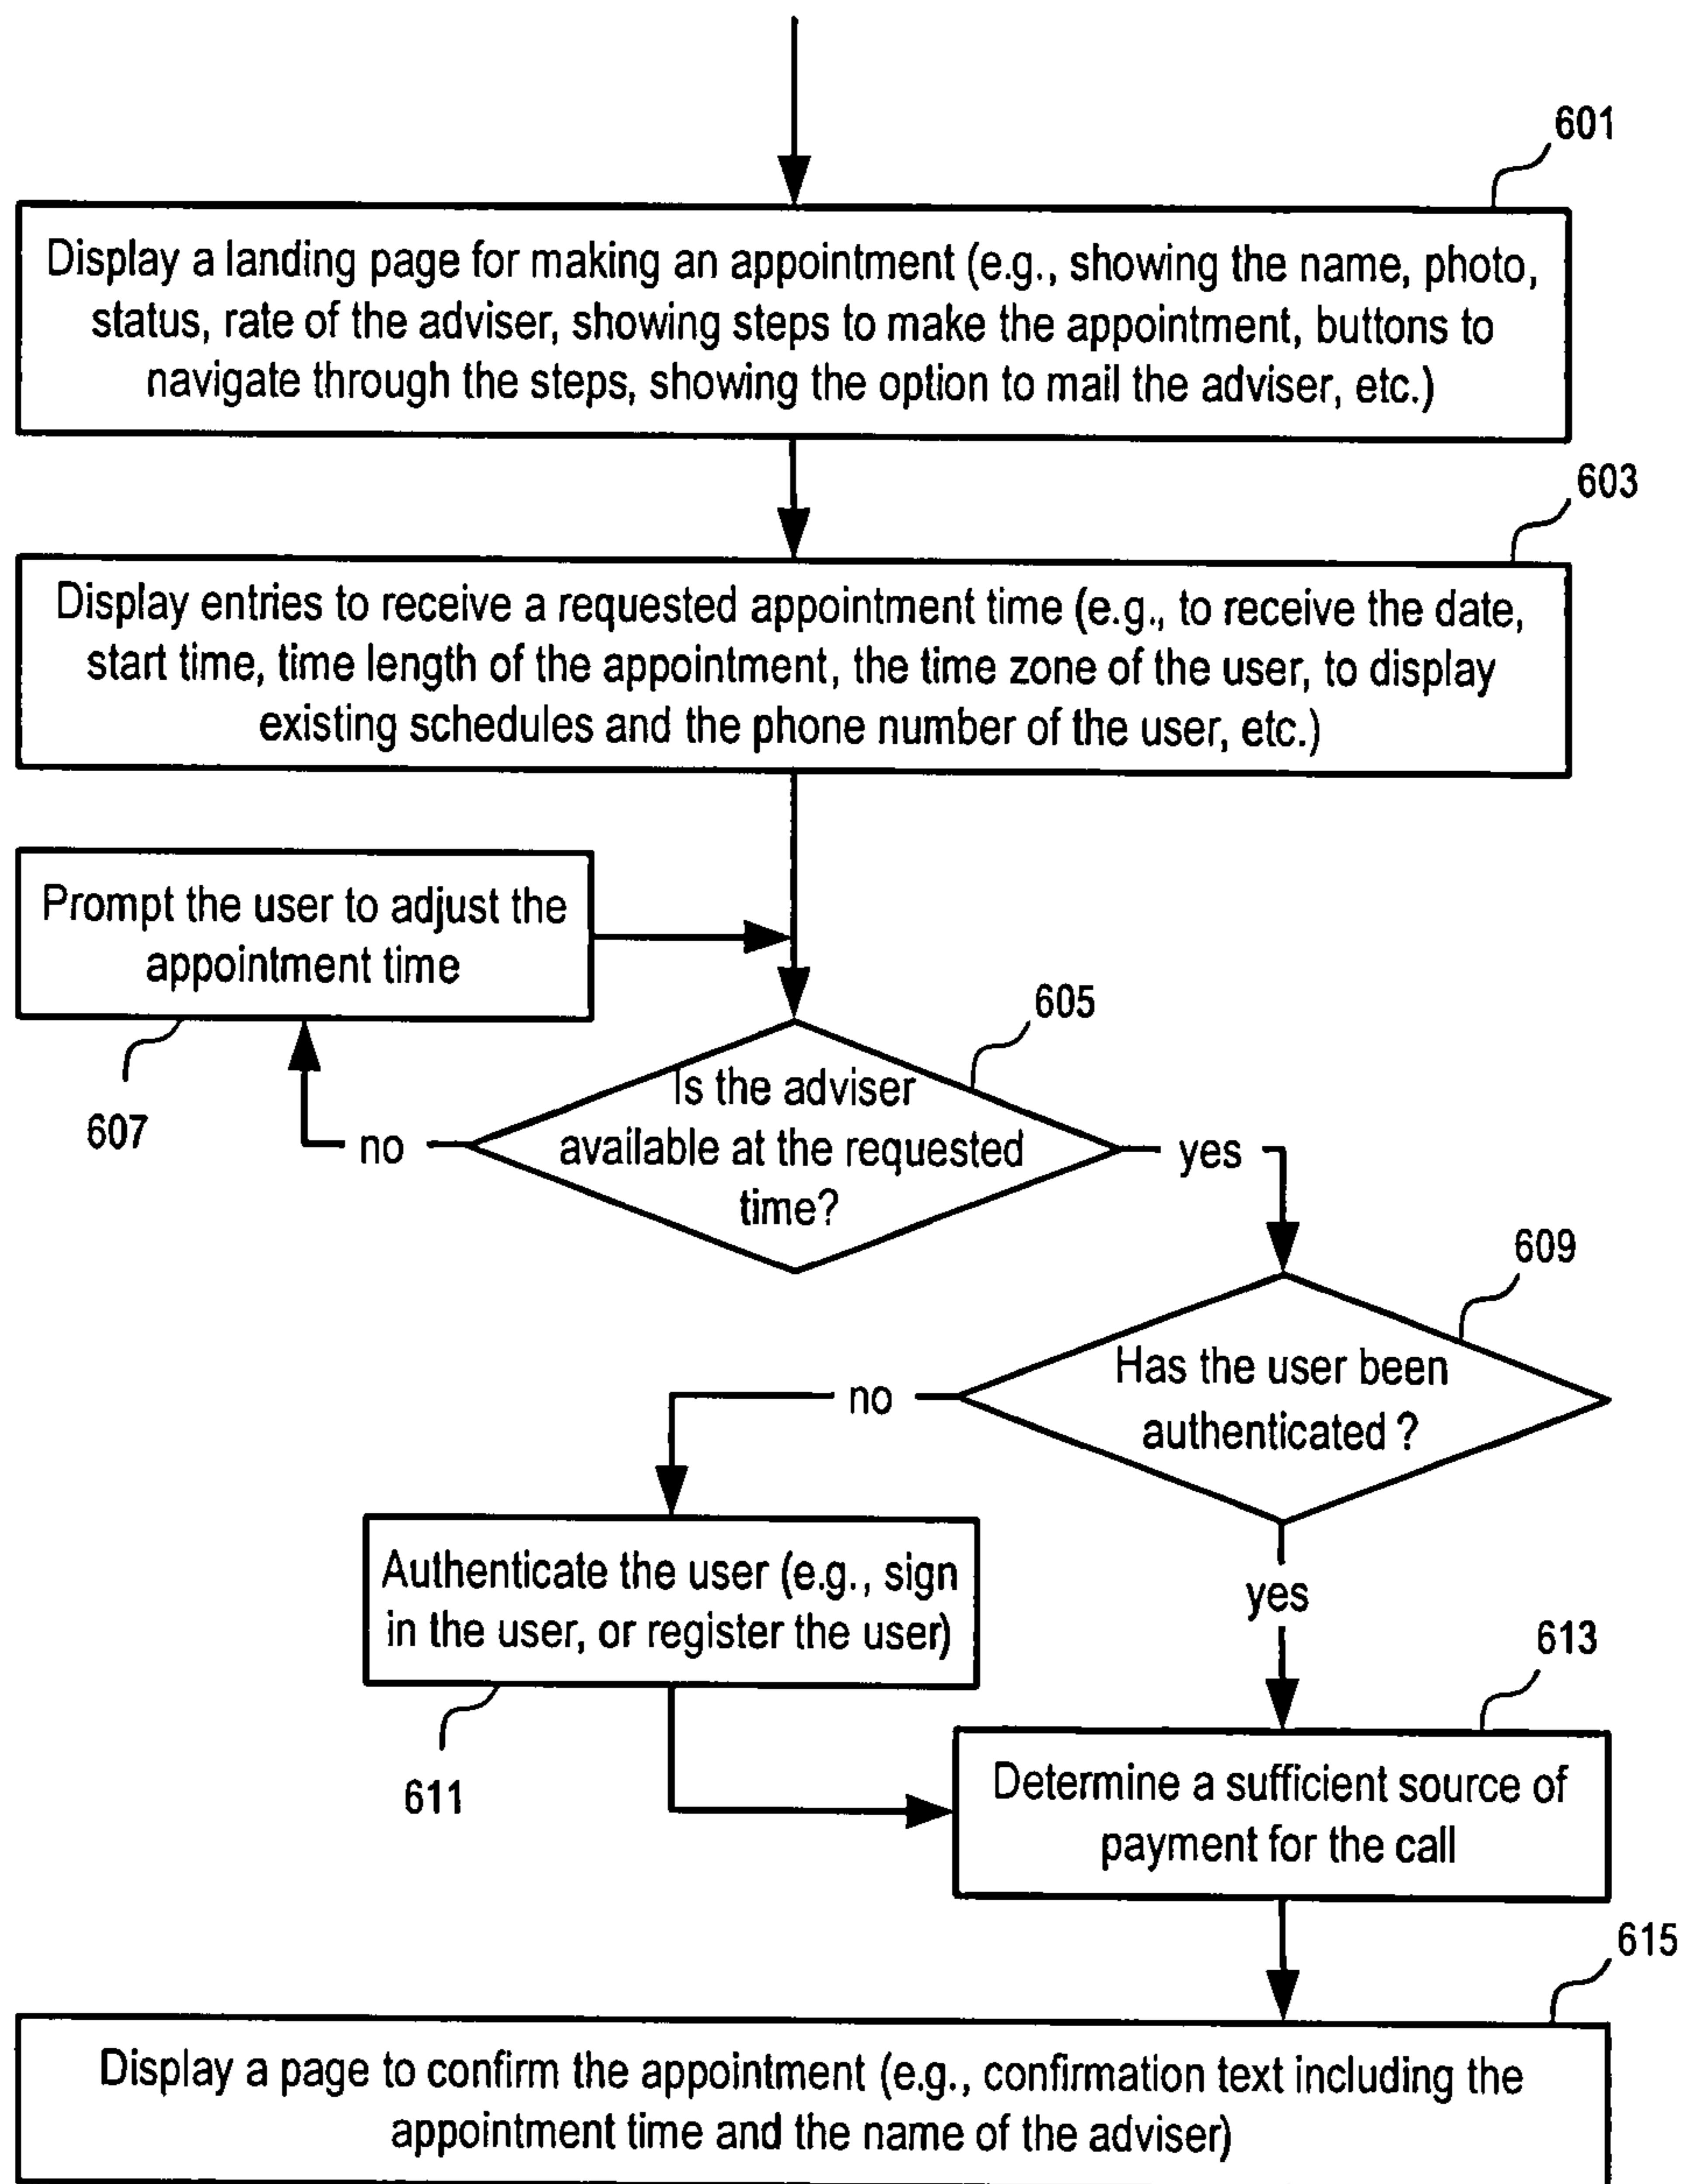 601
Display a landing page for making an appointment (e.g., showing the name, photo,
status, rate of the adviser, showing steps to make the appointment, buttons to
navigate through the steps, showing the option to mail the adviser, etc.)
603
Display entries to receive a requested appointment time (e.g., to receive the date,
start time, time length of the appointment, the time zone of the user, to display
existing schedules and the phone number of the user, etc.)
Prompt the user to adjust the
appointment time
607
605
Is the adviser
available at the requested
time?
no
yes
609
Has the user been
authenticated ?
no
yes
Authenticate the user (e.g., sign
in the user, or register the user)
611
613
Determine a sufficient source of
payment for the call
615
Display a page to confirm the appointment (e.g., confirmation text including the
appointment time and the name of the adviser)